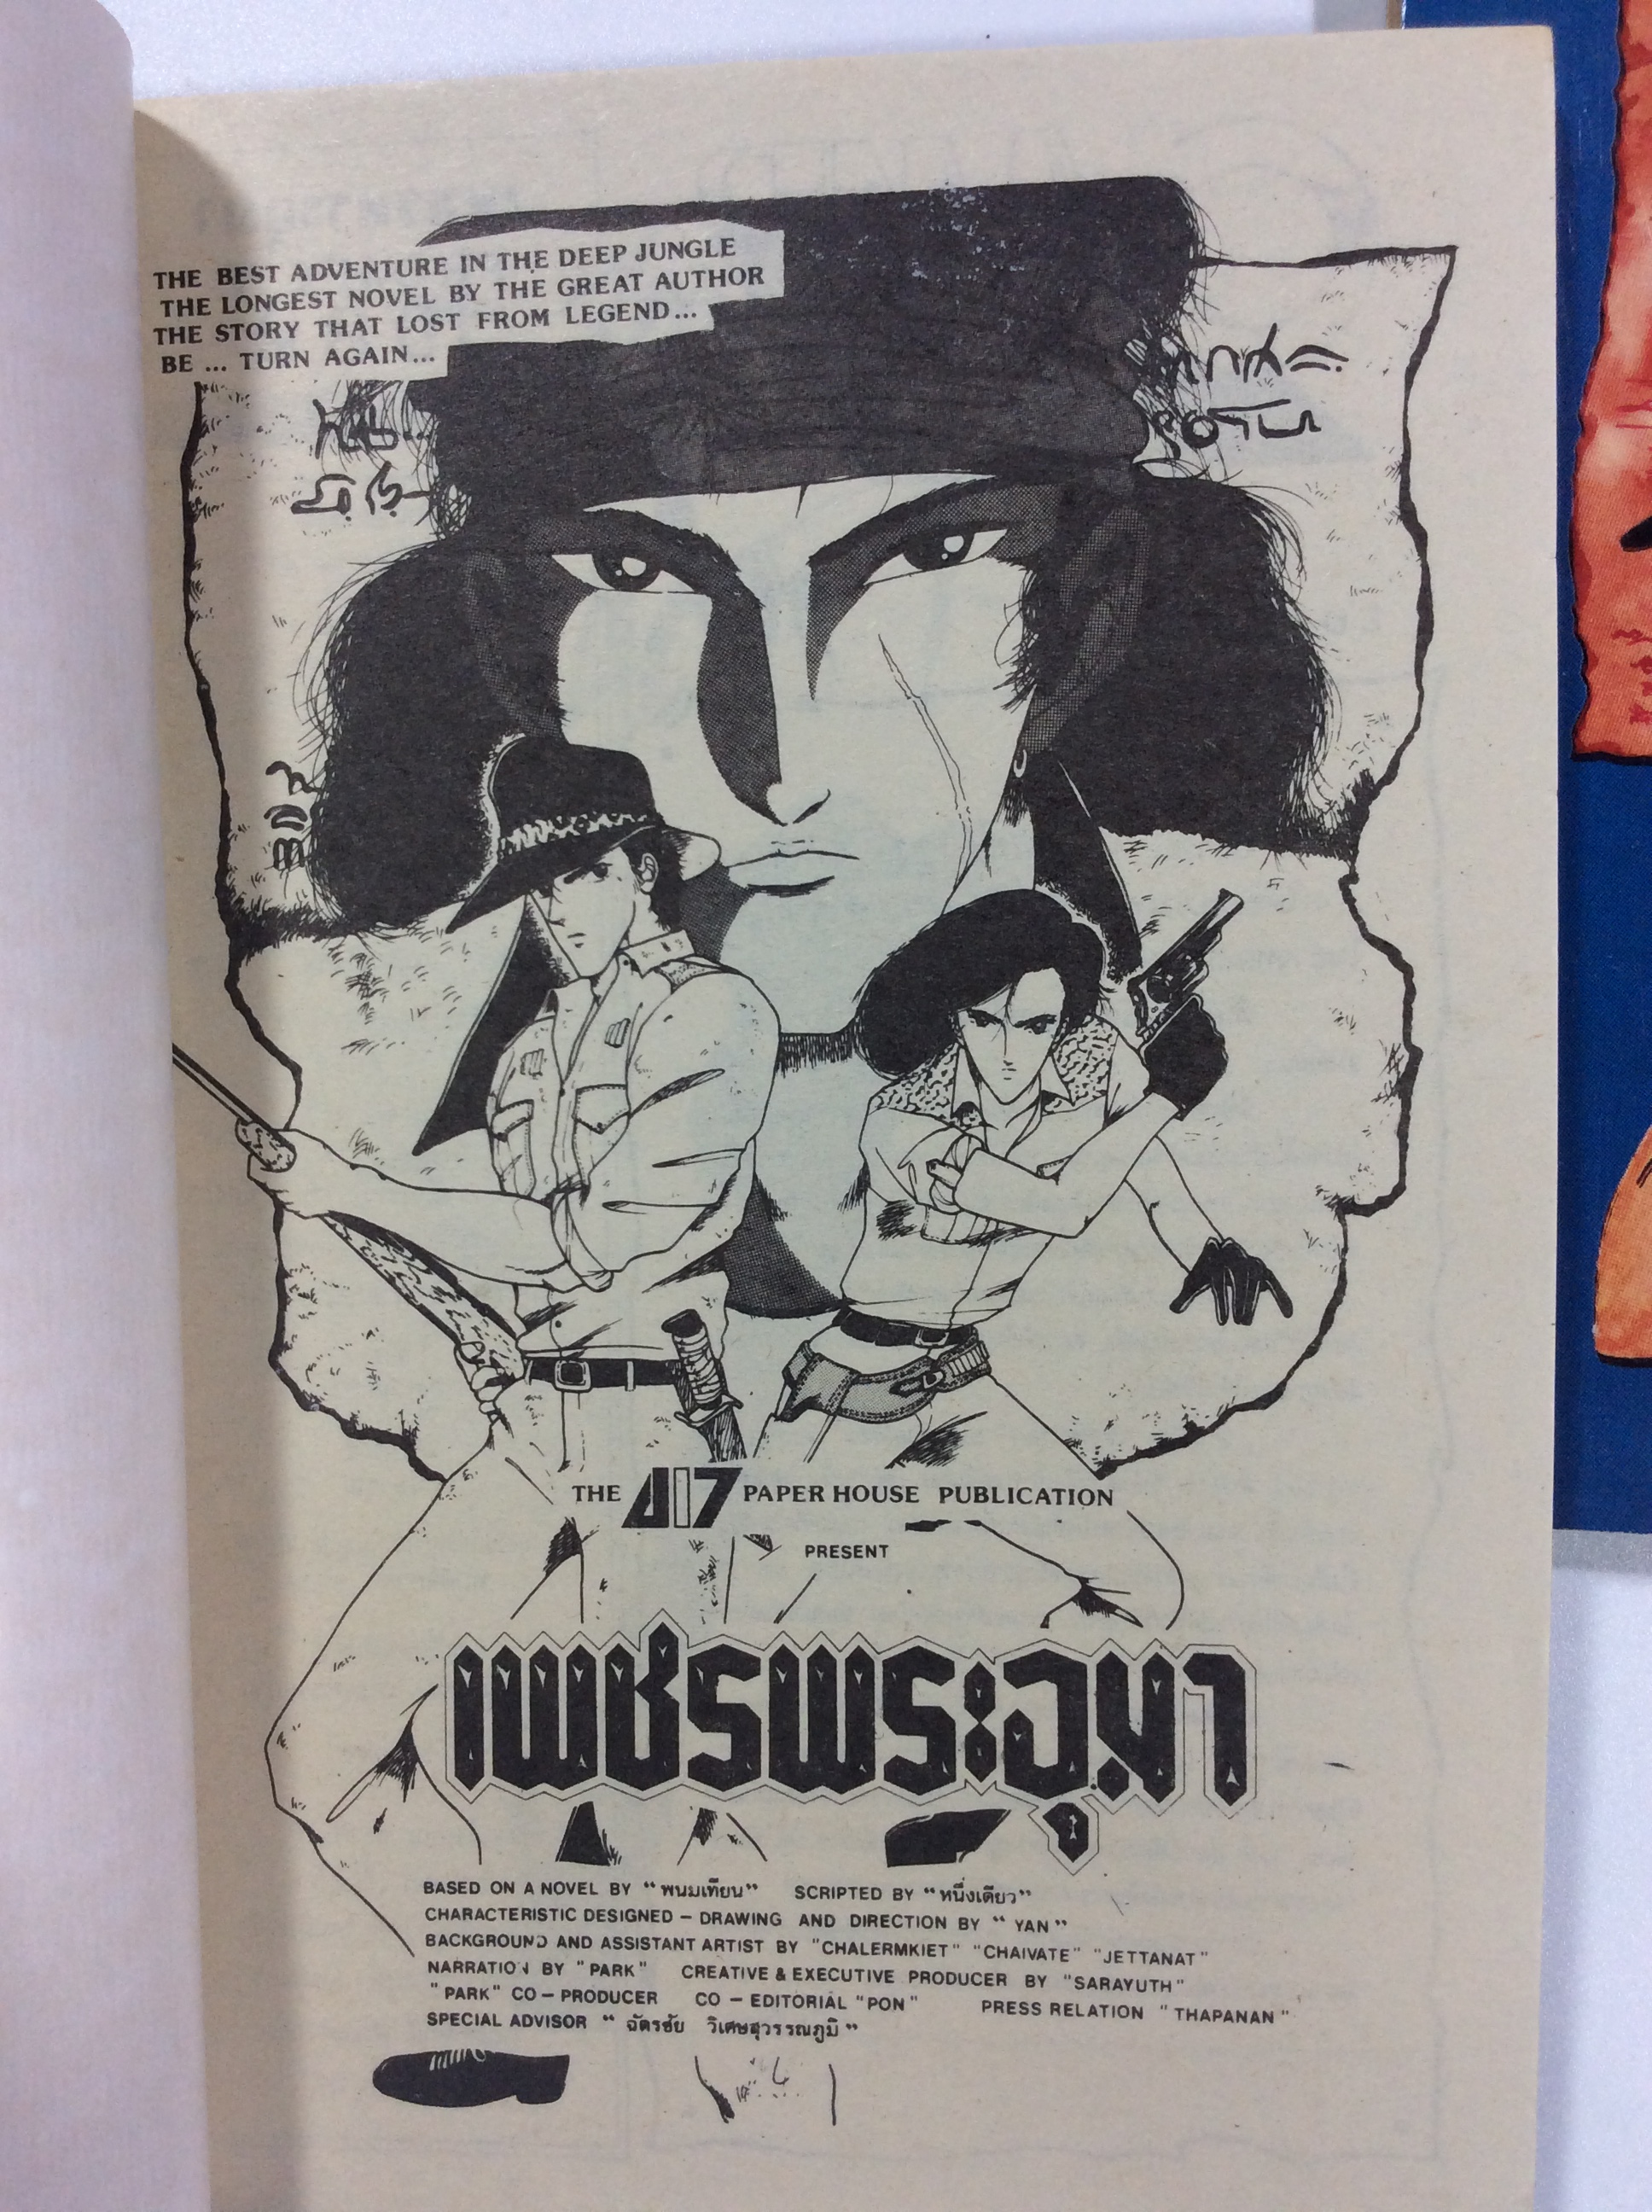 THE BEST ADVENTURE IN THE DEEP JUNGLE
THE LONGEST NOVEL BY THE GREAT AUTHOR
THE STORY THAT LOST FROM LEGEND...
BE ... TURN AGAIN...
THE PAPER HOUSE PUBLICATION
PRESENT
เพชรพระอุมา
BASED ON A NOVEL BY “พนมเทียน” SCRIPTED BY “หนึ่งเดียว”
CHARACTERISTIC DESIGNED – DRAWING AND DIRECTION BY “ YAN ”
BACKGROUND AND ASSISTANT ARTIST BY "CHALERMKIET" "CHAIVATE" "JETTANAT"
NARRATION BY "PARK" CREATIVE & EXECUTIVE PRODUCER BY "SARAYUTH"
"PARK" CO – PRODUCER CO – EDITORIAL "PON" PRESS RELATION "THAPANAN"
SPECIAL ADVISOR “ ฉัตรชัย วิเศษสุวรรณภูมิ ”